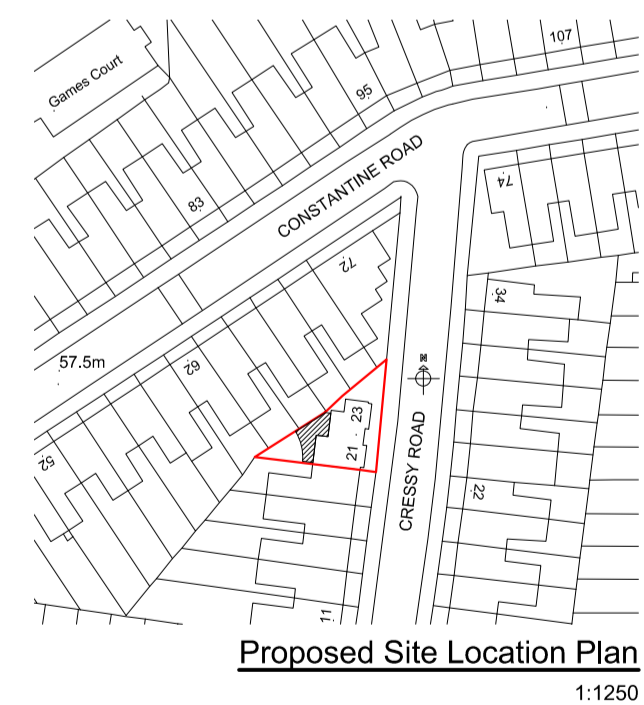 107
Games Court
95
CONSTANTINE ROAD
74
83
72
34
57.5m
62
23
21
CRESSY ROAD
52
22
11
Proposed Site Location Plan
1:1250